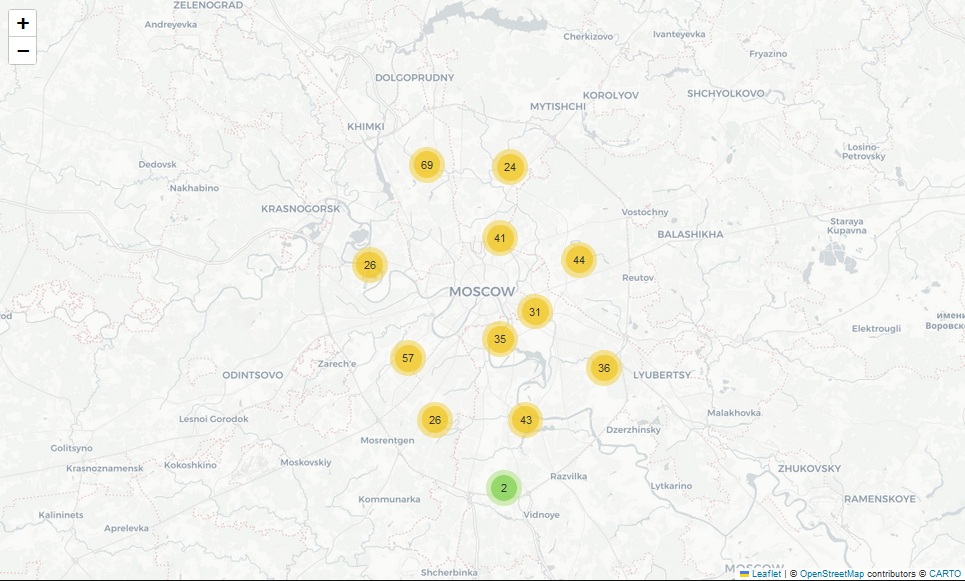 +
−
ZELENOGRAD
Andreyevka
Cherkizovo
Ivanteyevka
Fryazino
DOLGOPRUDNY
KOROLYOV
SHCHYOLKOVO
MYTISHCHI
KHIMKI
Losino-
Petrovsky
Dedovsk
69
24
Nakhabino
KRASNOGORSK
Vostochny
Staraya
Kupavna
BALASHIKHA
41
44
26
Reutov
MOSCOW
31
od
имени
Воровско
Elektrougli
35
57
Zarech'e
36
ODINTSOVO
LYUBERTSY
Malakhovka
Lesnoi Gorodok
26
43
Dzerzhinsky
Mosrentgen
Golitsyno
Krasnoznamensk
Kokoshkino
Moskovskiy
ZHUKOVSKY
Razvilka
2
Lytkarino
Kommunarka
RAMENSKOYE
Kalininets
Vidnoye
Aprelevka
Shcherbinka
MOSCOW
Leaflet | © OpenStreetMap contributors © CARTO